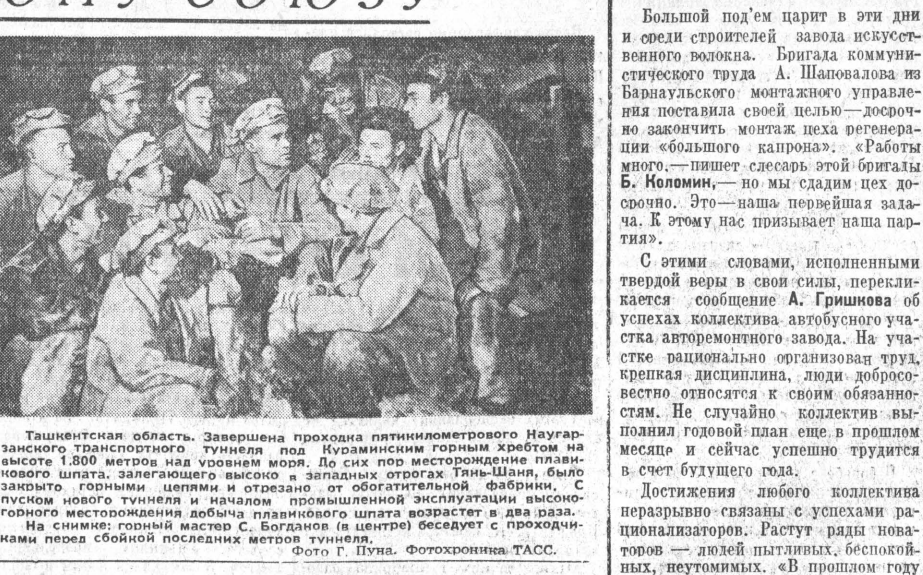 Ташкентская область. Завершена проходка пятикилометрового Наугар-
занского транспортного туннеля под Кураминским горным хребтом на
высоте 1.800 метров над уровнем моря. До сих пор месторождение плави-
кового шпата, залегающего высоко в западных отрогах Тянь-Шаня, было
закрыто горными цепями и отрезано от обогатительной фабрики. С
пуском нового туннеля и началом промышленной эксплуатации высоко-
горного месторождения добыча плавикового шпата возрастет в два раза.
На снимке: горный мастер С. Богданов (в центре) беседует с проходчи-
ками перед сбойкой последних метров туннеля.
Фото Г. Пуна. Фотохроника ТАСС.
Большой под'ем царит в эти дни
и среди строителей завода искусст-
венного волокна. Бригада коммуни-
стического труда А. Шаповалова из
Барнаульского монтажного управле-
ния поставила своей целью—досроч-
но закончить монтаж цеха регенера-
ции «большого капрона». «Работы
много,—пишет слесарь этой бригады
Б. Коломин,— но мы сдадим цех до-
срочно. Это—наша первейшая зада-
ча. К этому нас призывает наша пар-
тия».
С этими словами, исполненными
твердой веры в свои силы, перекли-
кается сообщение А. Гришкова об
успехах коллектива автобусного уча-
стка авторемонтного завода. На уча-
стке рационально организован труд,
крепкая дисциплина, люди добросо-
вестно относятся к своим обязанно-
стям. Не случайно коллектив вы-
полнил годовой план еще в прошлом
месяце и сейчас успешно трудится
в счет будущего года.
Достижения любого коллектива
неразрывно связаны с успехами ра-
ционализаторов. Растут ряды нова-
торов — людей пытливых, беспокой-
ных, неутомимых. «В прошлом году